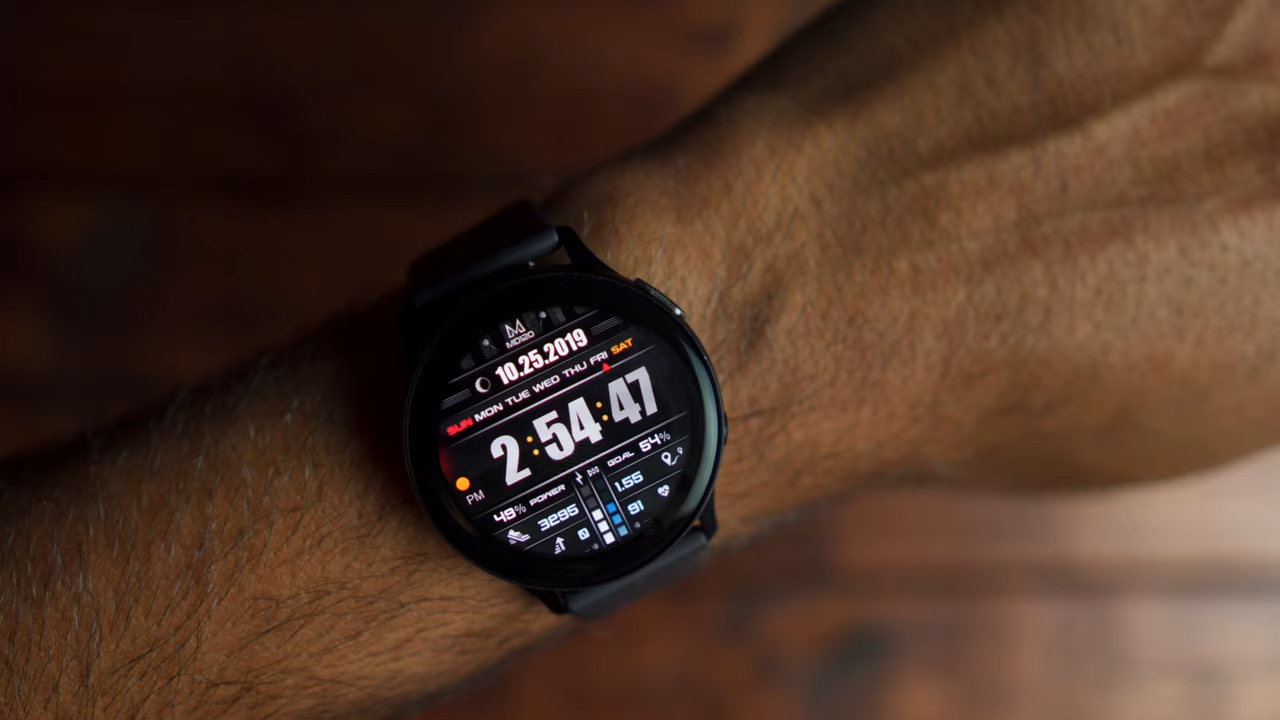 MD120
10.25.2019
SUN MON TUE WED THU FRI SAT
2:54:47
PM
49% POWER
GOAL 54%
3295
1.55
0
91